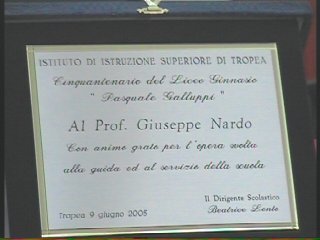 ISTITUTO DI ISTRUZIONE SUPERIORE DI TROPEA
Cinquantenario del Liceo Ginnasio
" Pasquale Galluppi "
Al Prof. Giuseppe Nardo
Con animo grato per l'opera svolta
alla guida ed al servizio della scuola
Il Dirigente Scolastico
Beatrice Lento
Tropea 9 giugno 2005